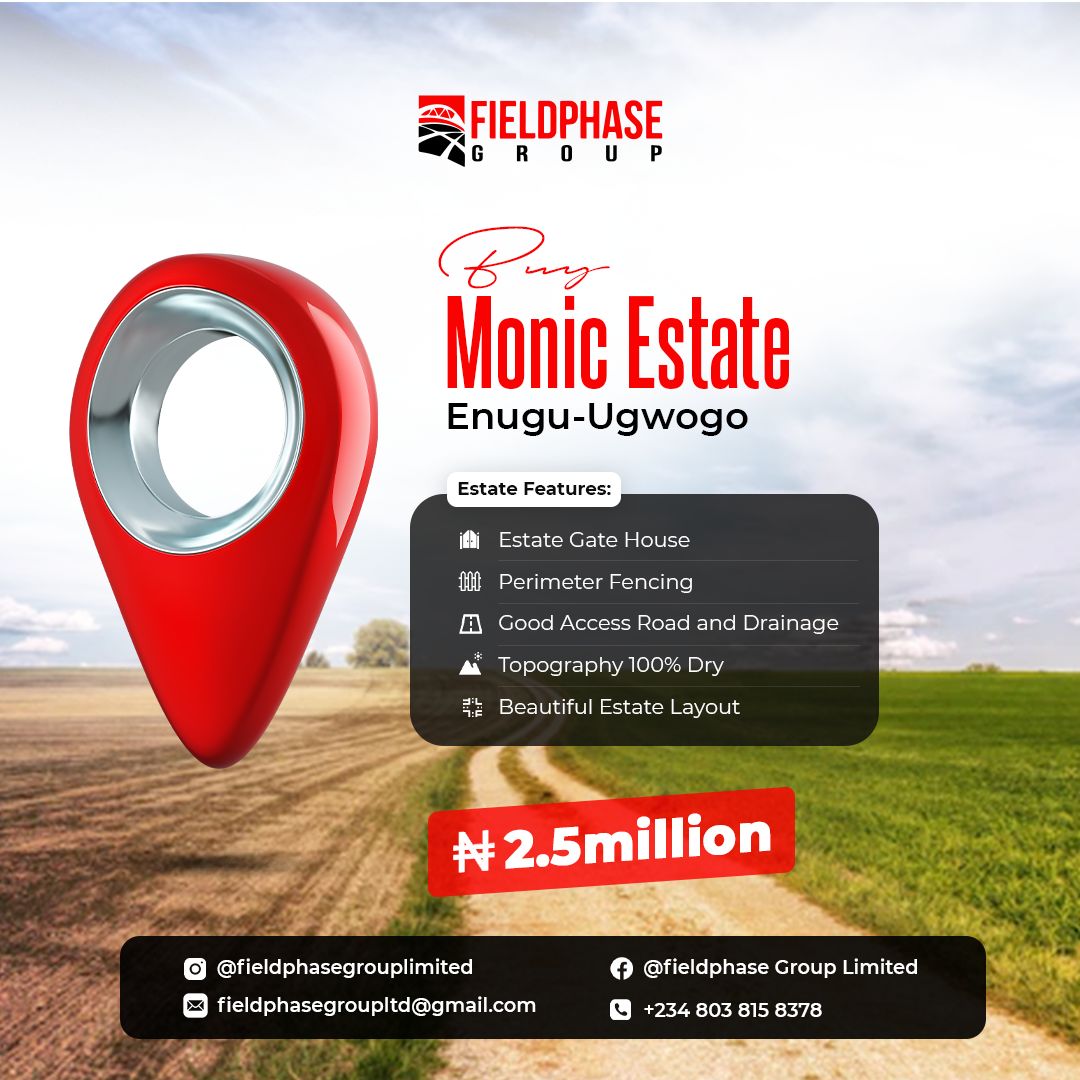 FIELDPHASE
GROUP
Buy
Monic Estate
Enugu-Ugwogo
Estate Features:
Estate Gate House
Perimeter Fencing
Good Access Road and Drainage
Topography 100% Dry
Beautiful Estate Layout
₦ 2.5million
@fieldphasegrouplimited
@fieldphase Group Limited
fieldphasegroupltd@gmail.com
+234 803 815 8378